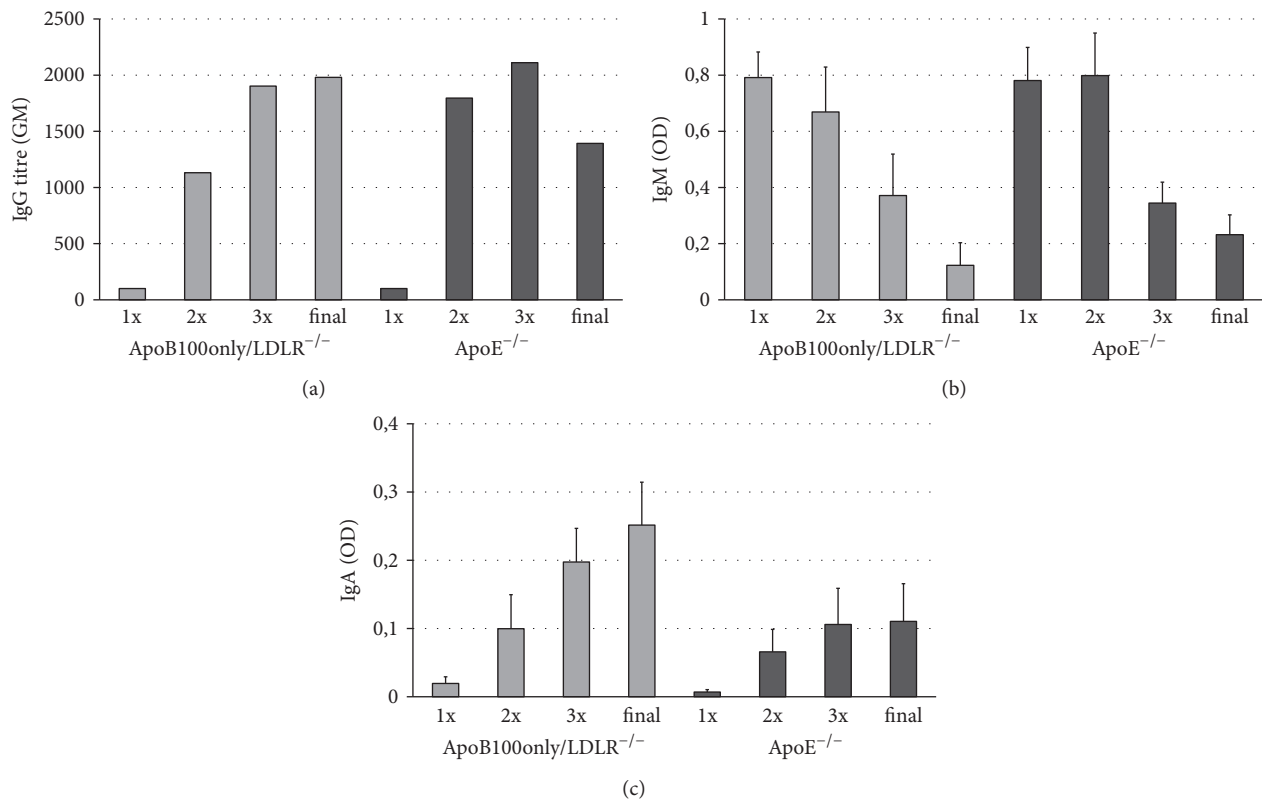 2500
2000
1500
1000
500
0
IgG titre (GM)
1x 2x 3x final 1x 2x 3x final
ApoB100only/LDLR−/− ApoE−/−
(a)
1
0,8
0,6
0,4
0,2
0
IgM (OD)
1x 2x 3x final 1x 2x 3x final
ApoB100only/LDLR−/− ApoE−/−
(b)
0,4
0,3
0,2
0,1
0
IgA (OD)
1x 2x 3x final 1x 2x 3x final
ApoB100only/LDLR−/− ApoE−/−
(c)